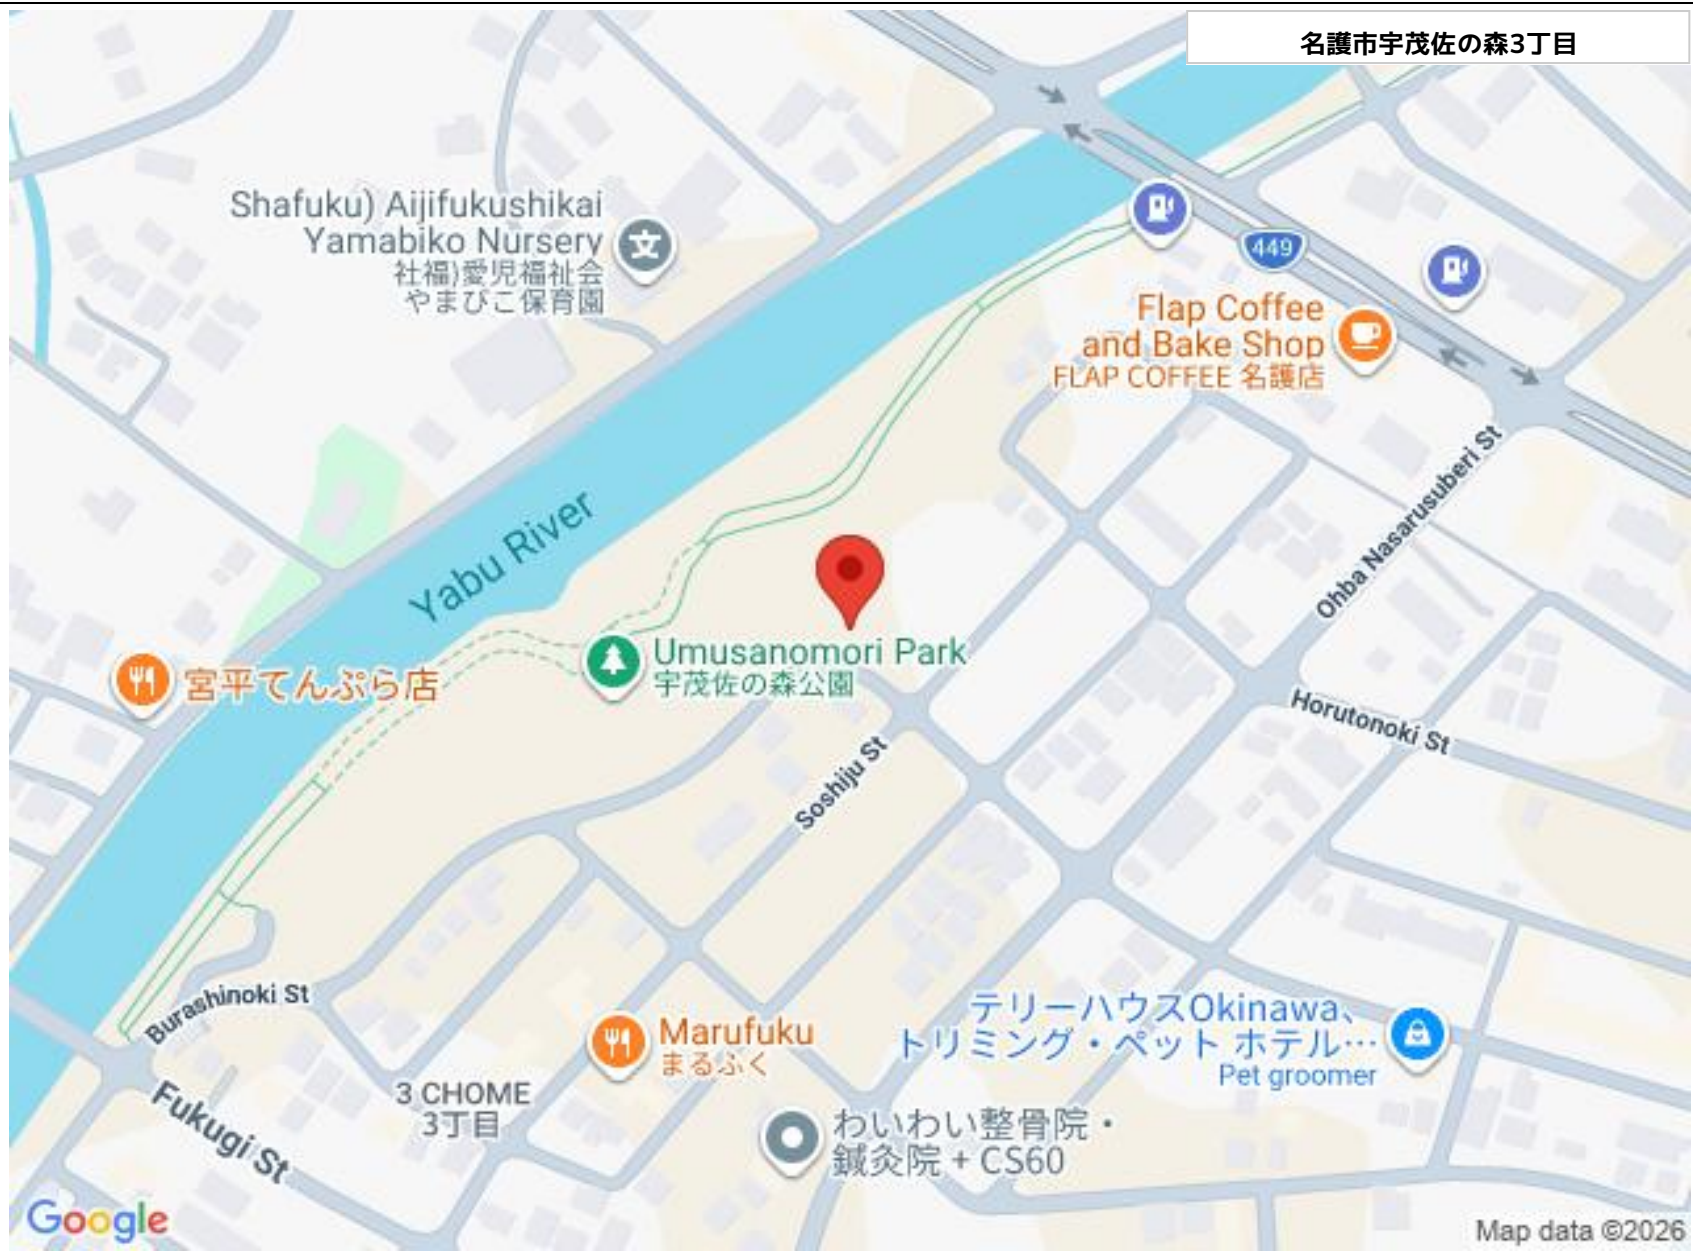 名護市宇茂佐の森3丁目
Shafuku) Aijifukushikai
Yamabiko Nursery
社福)愛児福祉会
やまびこ保育園
449
Flap Coffee
and Bake Shop
FLAP COFFEE 名護店
Ohba Nasarusuberi St
Yabu River
Umusanomori Park
宇茂佐の森公園
宮平てんぷら店
Horutonoki St
Soshiju St
Burashinoki St
テリーハウスOkinawa、
トリミング・ペット ホテル…
Pet groomer
Marufuku
まるふく
3 CHOME
3丁目
Fukugi St
わいわい整骨院・
鍼灸院 + CS60
Google
Map data ©2026